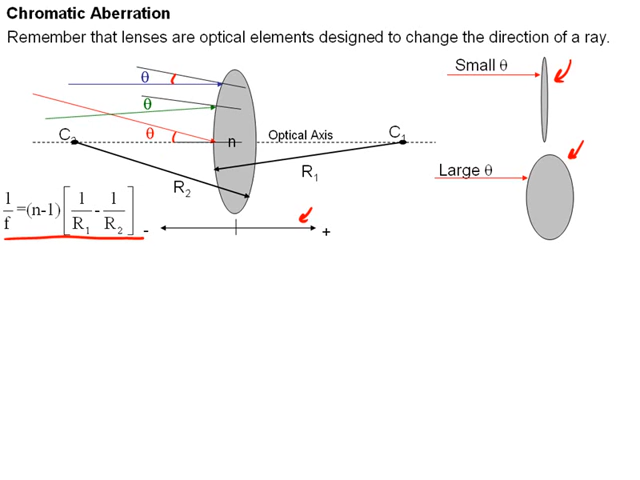 Chromatic Aberration
Remember that lenses are optical elements designed to change the direction of a ray.
Small θ
θ
θ
θ
C₂
n
Optical Axis
C₁
R₁
R₂
Large θ
1/f=(n-1)[1/R₁-1/R₂]
-
+